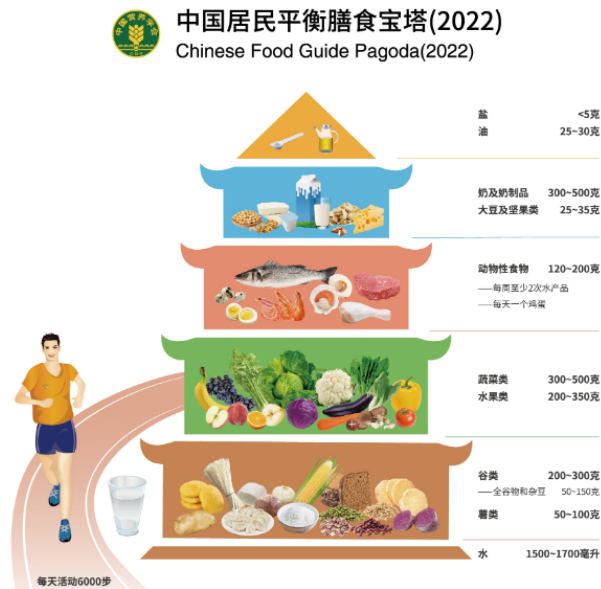 中国营养学会
中国居民平衡膳食宝塔(2022)
Chinese Food Guide Pagoda(2022)
盐 <5克
油 25~30克
奶及奶制品 300~500克
大豆及坚果类 25~35克
动物性食物 120~200克
——每周至少2次水产品
——每天一个鸡蛋
蔬菜类 300~500克
水果类 200~350克
谷类 200~300克
——全谷物和杂豆 50~150克
薯类 50~100克
水 1500~1700毫升
每天活动6000步